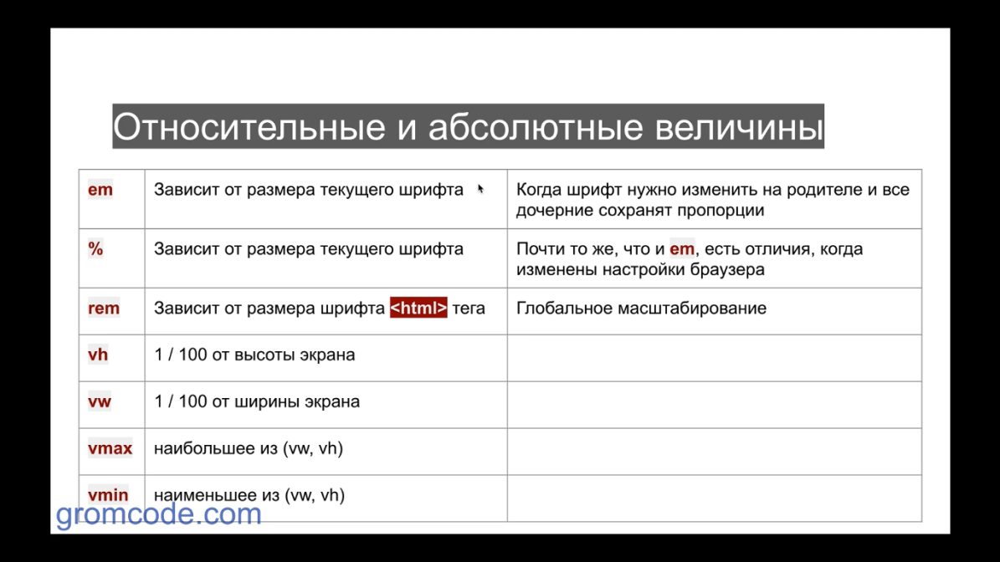 Относительные и абсолютные величины
em Зависит от размера текущего шрифта Когда шрифт нужно изменить на родителе и все
дочерние сохранят пропорции
% Зависит от размера текущего шрифта Почти то же, что и em, есть отличия, когда
изменены настройки браузера
rem Зависит от размера шрифта <html> тега Глобальное масштабирование
vh 1 / 100 от высоты экрана
vw 1 / 100 от ширины экрана
vmax наибольшее из (vw, vh)
vmin наименьшее из (vw, vh)
gromcode.com